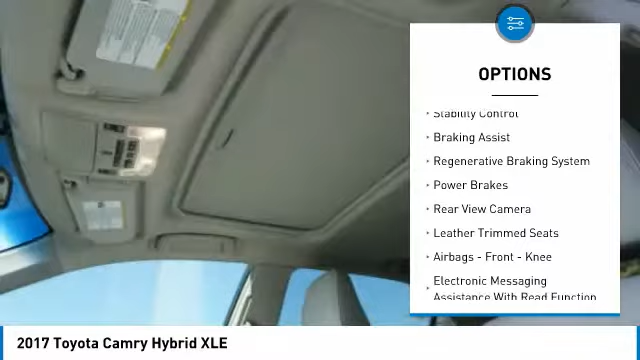 OPTIONS
Stability Control
Braking Assist
Regenerative Braking System
Power Brakes
Rear View Camera
Leather Trimmed Seats
Airbags - Front - Knee
Electronic Messaging
Assistance With Read Function
2017 Toyota Camry Hybrid XLE